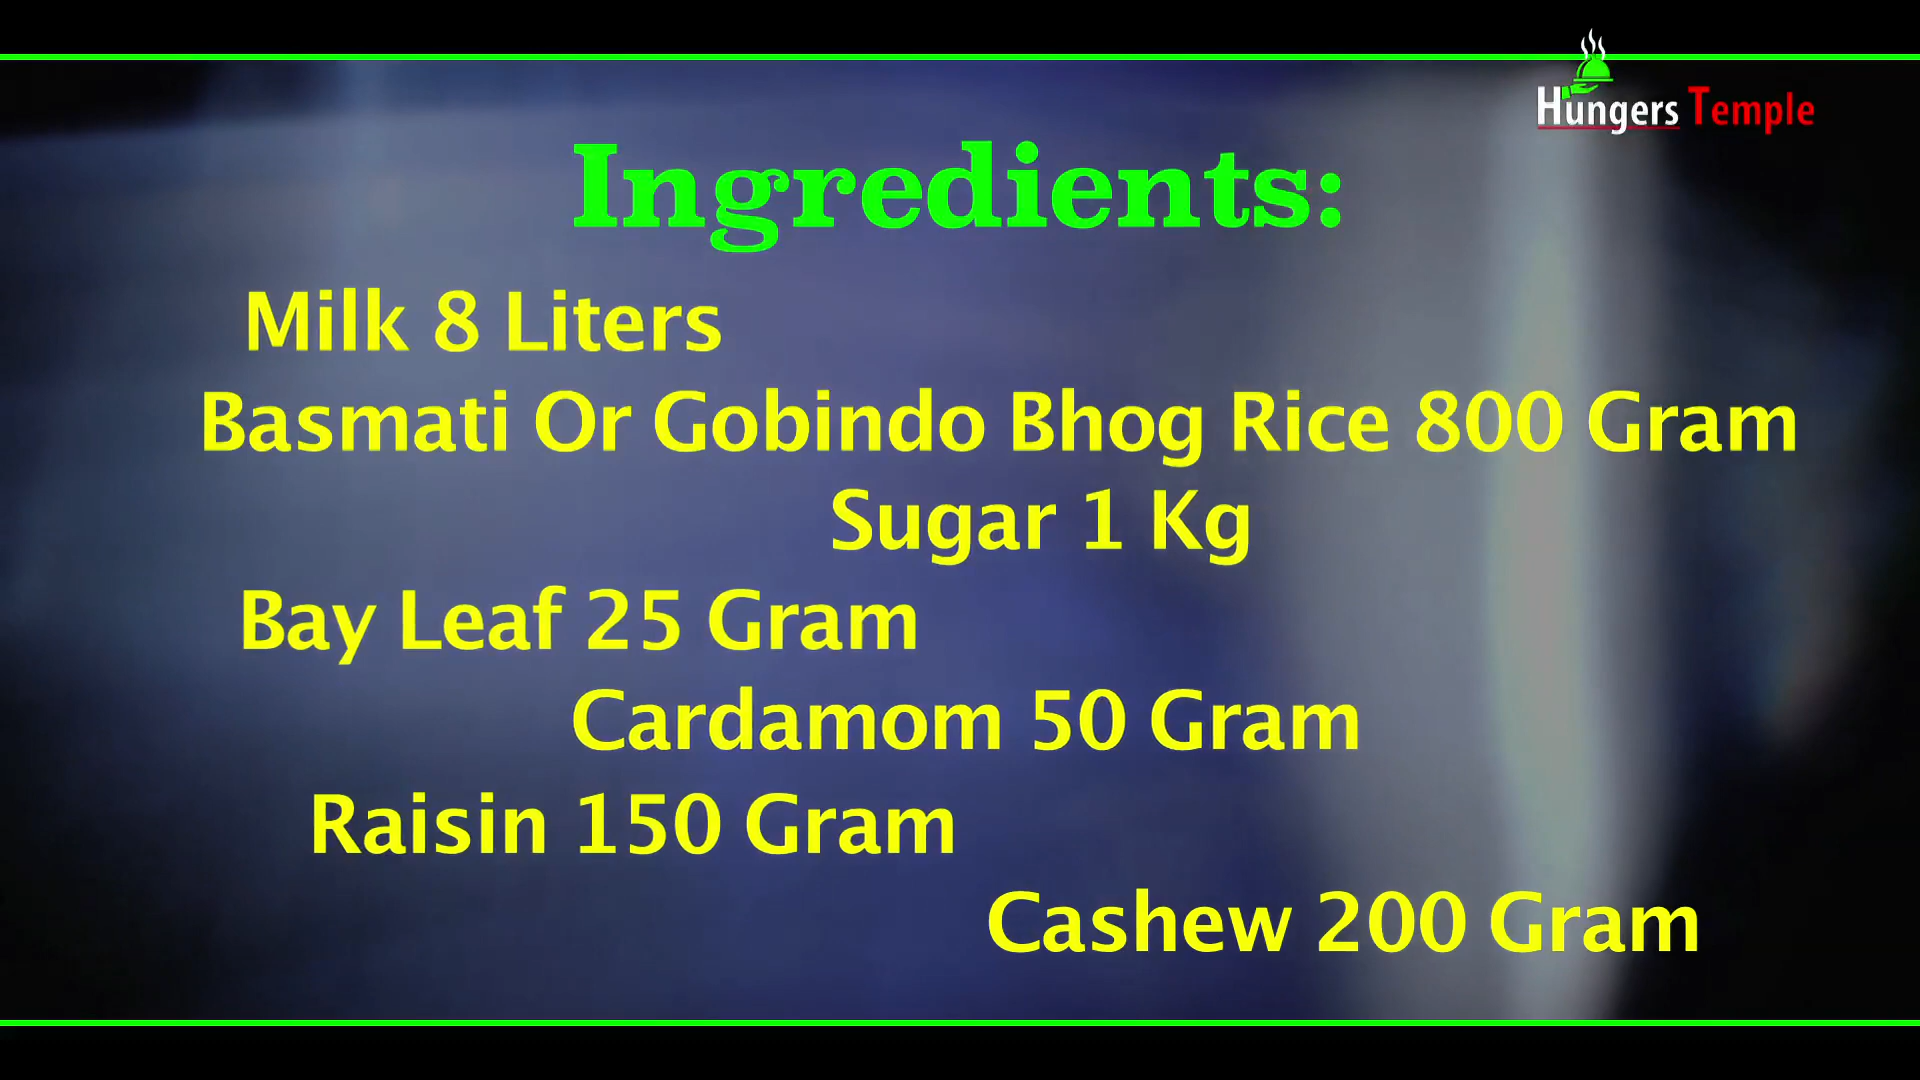 Hungers Temple
Ingredients:
Milk 8 Liters
Basmati Or Gobindo Bhog Rice 800 Gram
Sugar 1 Kg
Bay Leaf 25 Gram
Cardamom 50 Gram
Raisin 150 Gram
Cashew 200 Gram